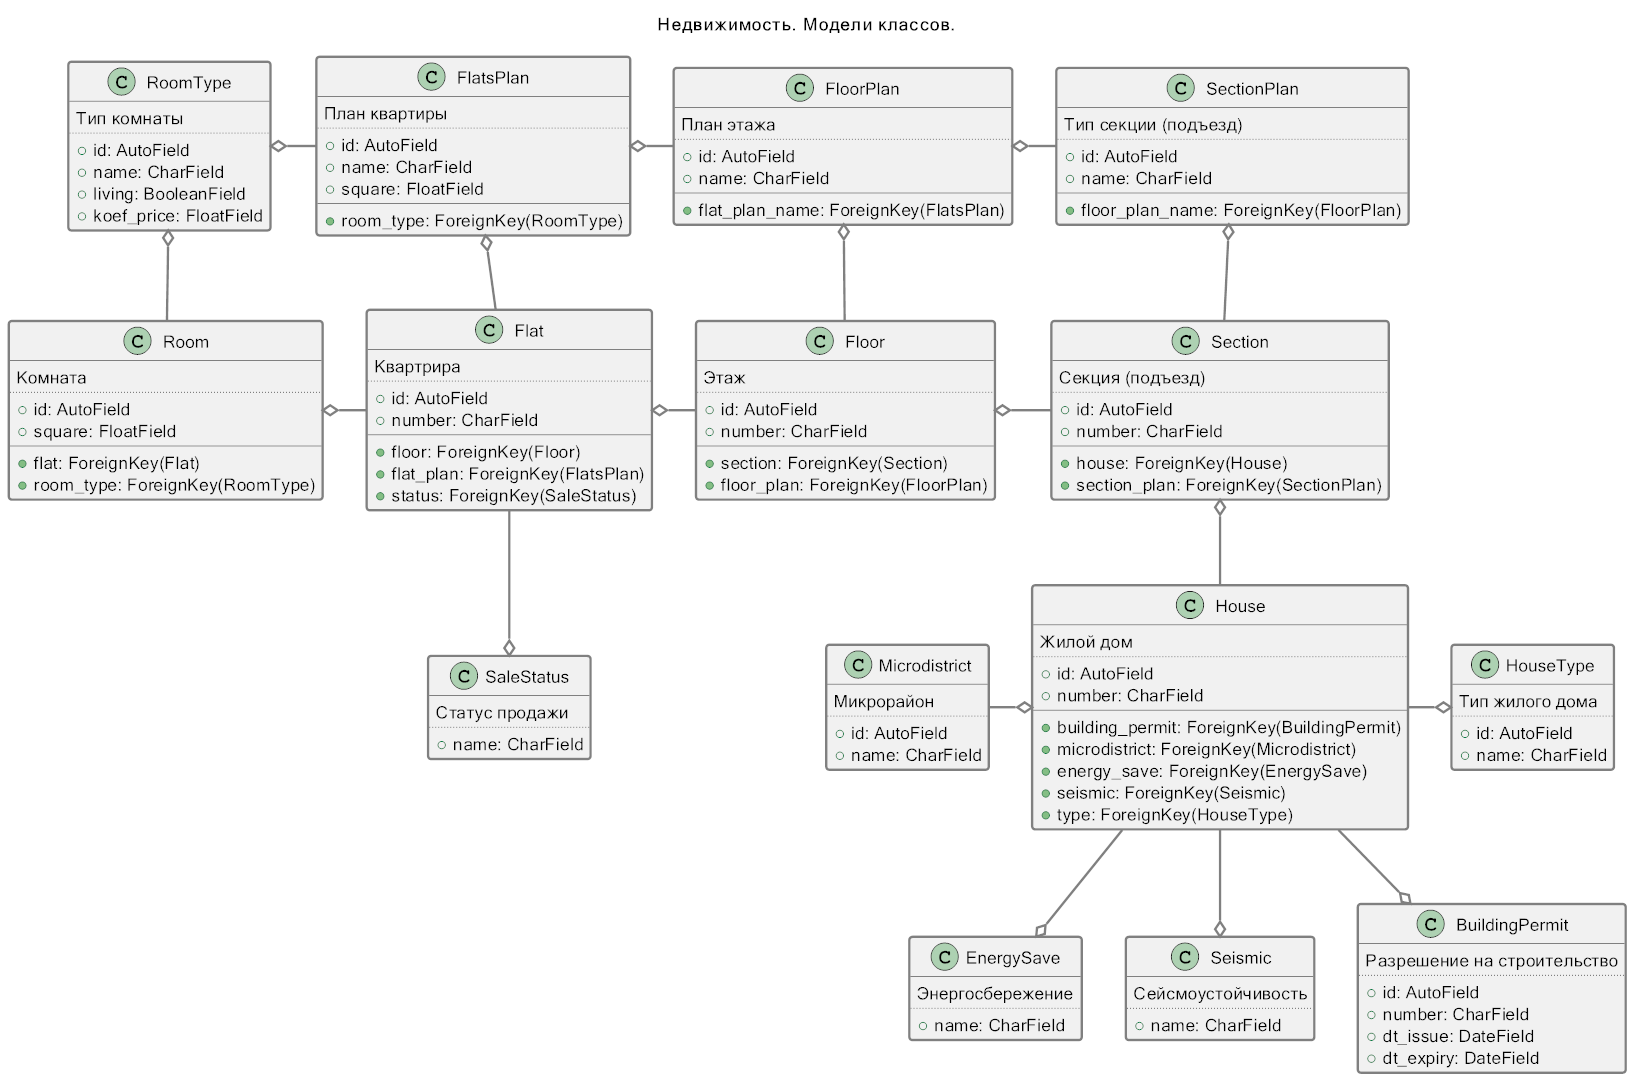 Недвижимость. Модели классов.
C RoomType
Тип комнаты
id: AutoField
name: CharField
living: BooleanField
koef_price: FloatField
C FlatsPlan
План квартиры
id: AutoField
name: CharField
square: FloatField
room_type: ForeignKey(RoomType)
C FloorPlan
План этажа
id: AutoField
name: CharField
flat_plan_name: ForeignKey(FlatsPlan)
C SectionPlan
Тип секции (подъезд)
id: AutoField
name: CharField
floor_plan_name: ForeignKey(FloorPlan)
C Room
Комната
id: AutoField
square: FloatField
flat: ForeignKey(Flat)
room_type: ForeignKey(RoomType)
C Flat
Квартрира
id: AutoField
number: CharField
floor: ForeignKey(Floor)
flat_plan: ForeignKey(FlatsPlan)
status: ForeignKey(SaleStatus)
C Floor
Этаж
id: AutoField
number: CharField
section: ForeignKey(Section)
floor_plan: ForeignKey(FloorPlan)
C Section
Секция (подъезд)
id: AutoField
number: CharField
house: ForeignKey(House)
section_plan: ForeignKey(SectionPlan)
C SaleStatus
Статус продажи
name: CharField
C Microdistrict
Микрорайон
id: AutoField
name: CharField
C House
Жилой дом
id: AutoField
number: CharField
building_permit: ForeignKey(BuildingPermit)
microdistrict: ForeignKey(Microdistrict)
energy_save: ForeignKey(EnergySave)
seismic: ForeignKey(Seismic)
type: ForeignKey(HouseType)
C HouseType
Тип жилого дома
id: AutoField
name: CharField
C EnergySave
Энергосбережение
name: CharField
C Seismic
Сейсмоустойчивость
name: CharField
C BuildingPermit
Разрешение на строительство
id: AutoField
number: CharField
dt_issue: DateField
dt_expiry: DateField